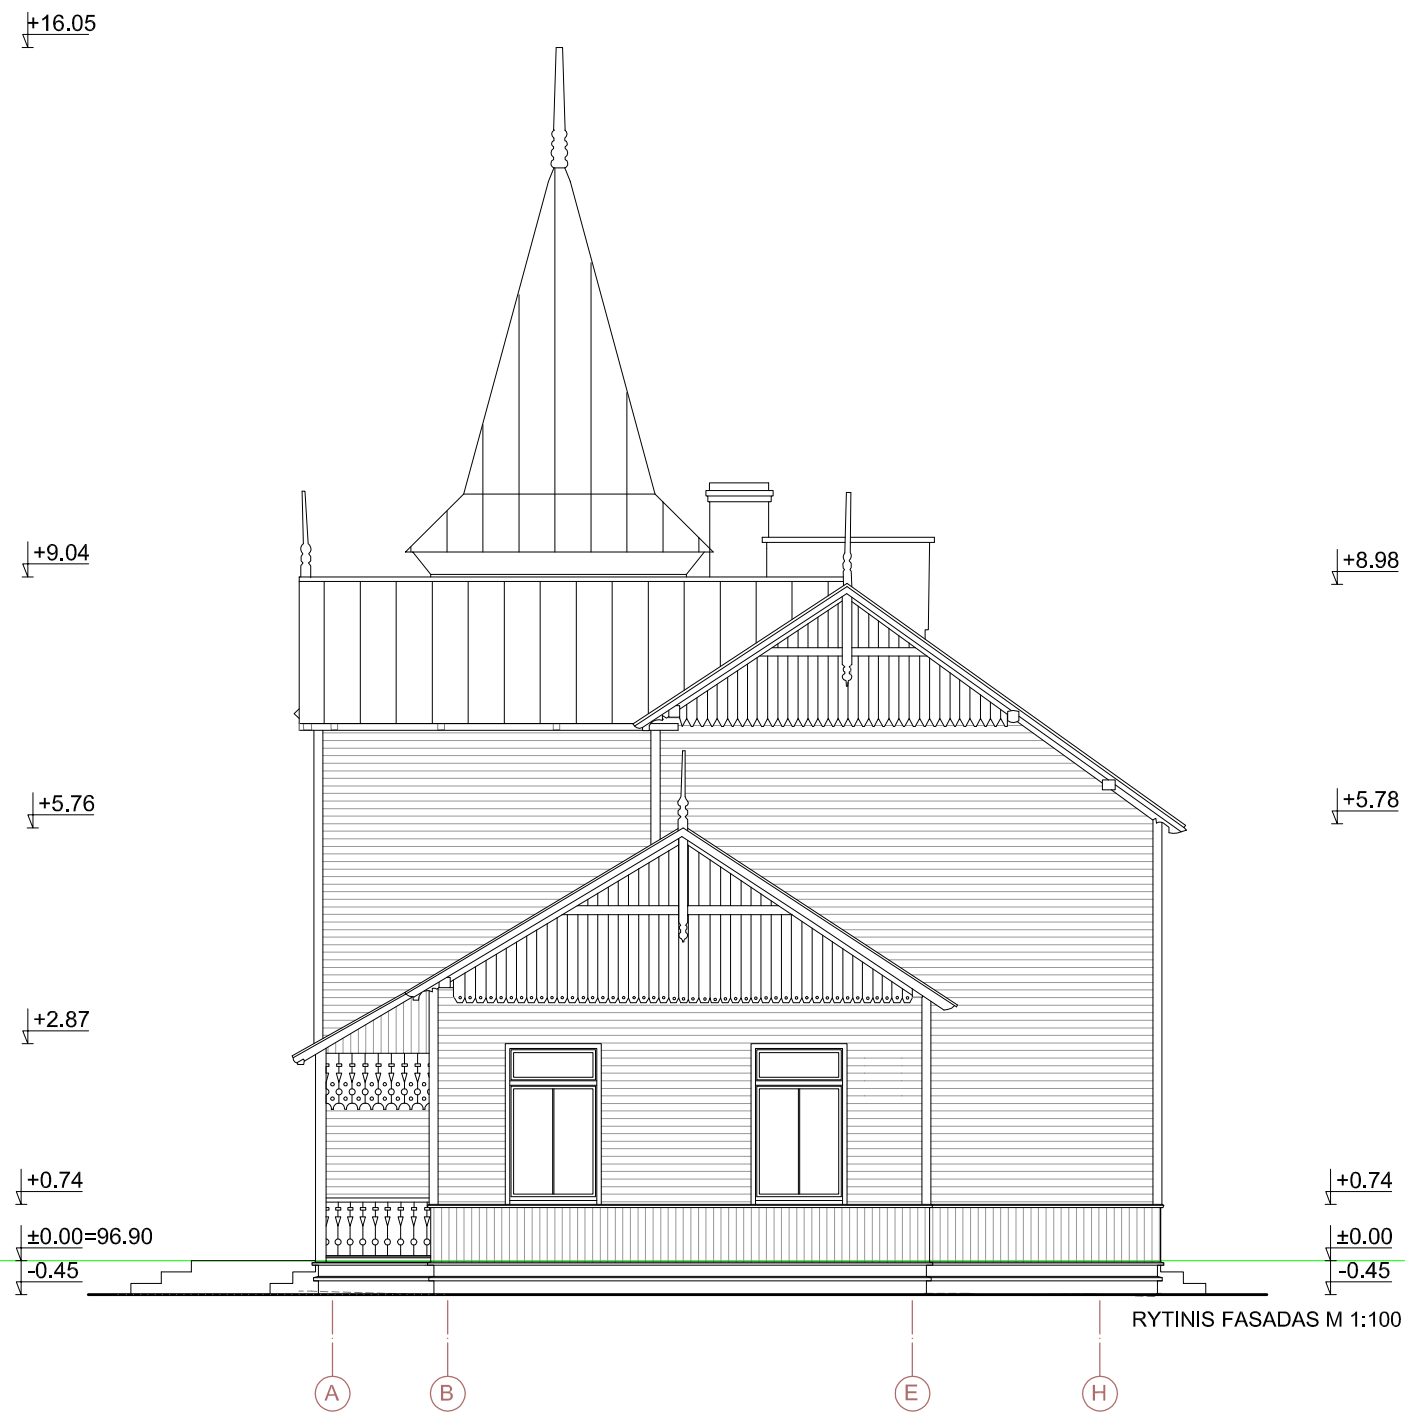 +16.05
+9.04
+8.98
+5.76
+5.78
+2.87
+0.74
+0.74
±0.00=96.90
±0.00
-0.45
-0.45
RYTINIS FASADAS M 1:100
A
B
E
H